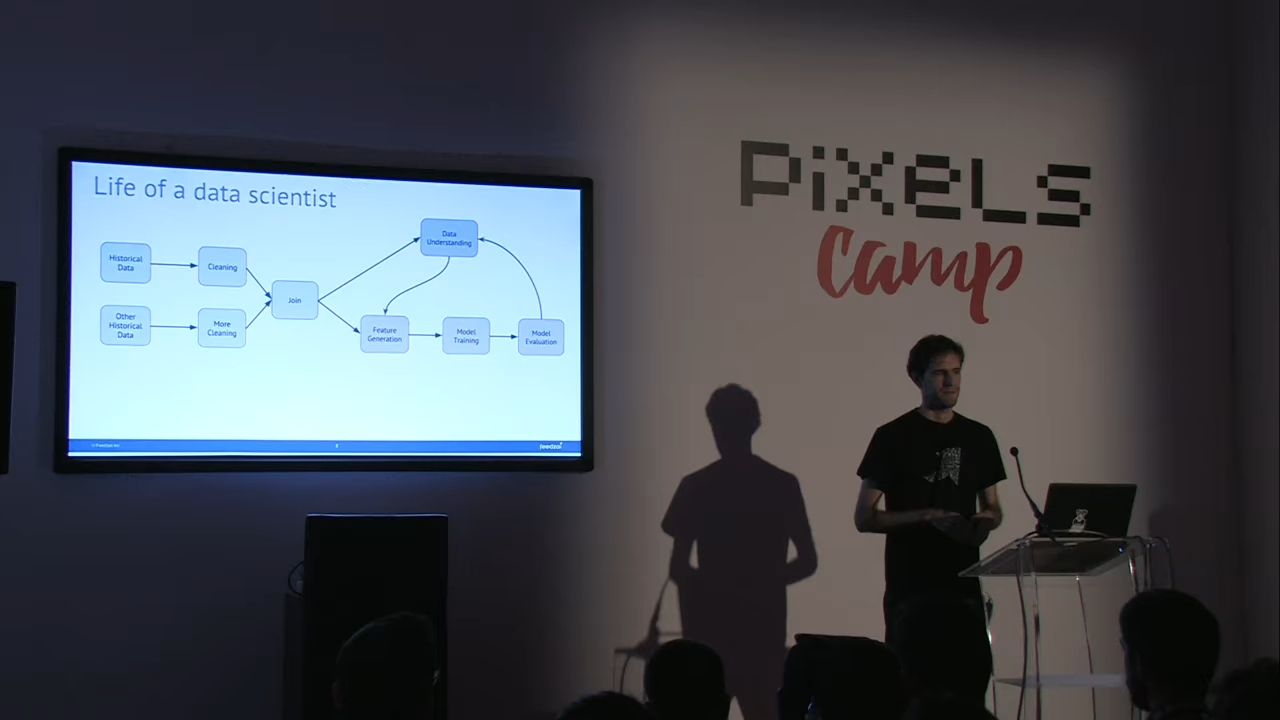 Life of a data scientist
Historical
Data
Cleaning
Other
Historical
Data
More
Cleaning
Join
Data
Understanding
Feature
Generation
Model
Training
Model
Evaluation
feedzai
pixels
Camp